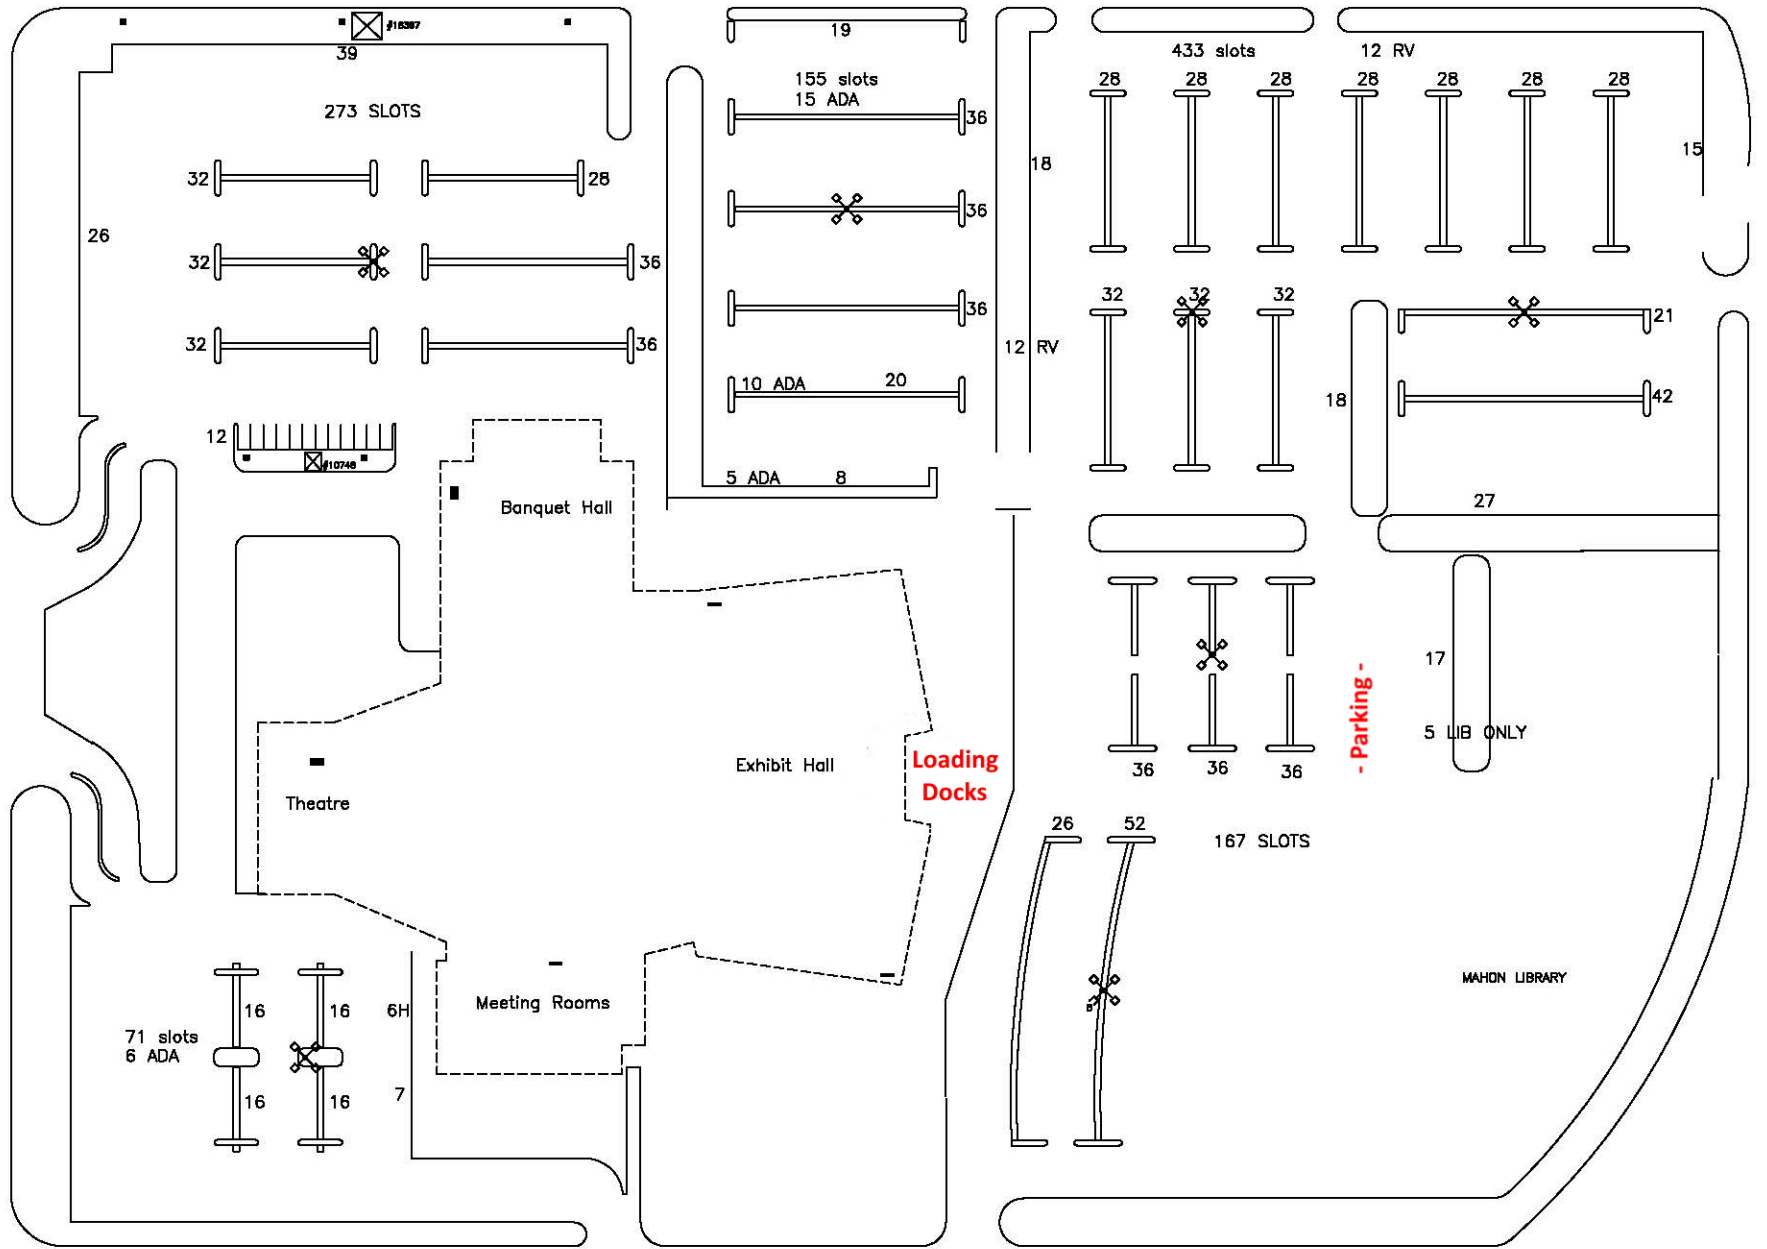 #15397
39
19
433 slots
12 RV
155 slots
15 ADA
28
28
28
28
28
28
28
273 SLOTS
36
18
15
32
28
36
26
32
36
36
32
32
32
21
32
36
12 RV
10 ADA
20
18
42
12
#10746
5 ADA
8
27
Banquet Hall
17
- Parking -
5 LIB ONLY
Exhibit Hall
Loading
Docks
36
36
36
Theatre
26
52
167 SLOTS
MAHON LIBRARY
Meeting Rooms
16
16
6H
71 slots
6 ADA
16
16
7